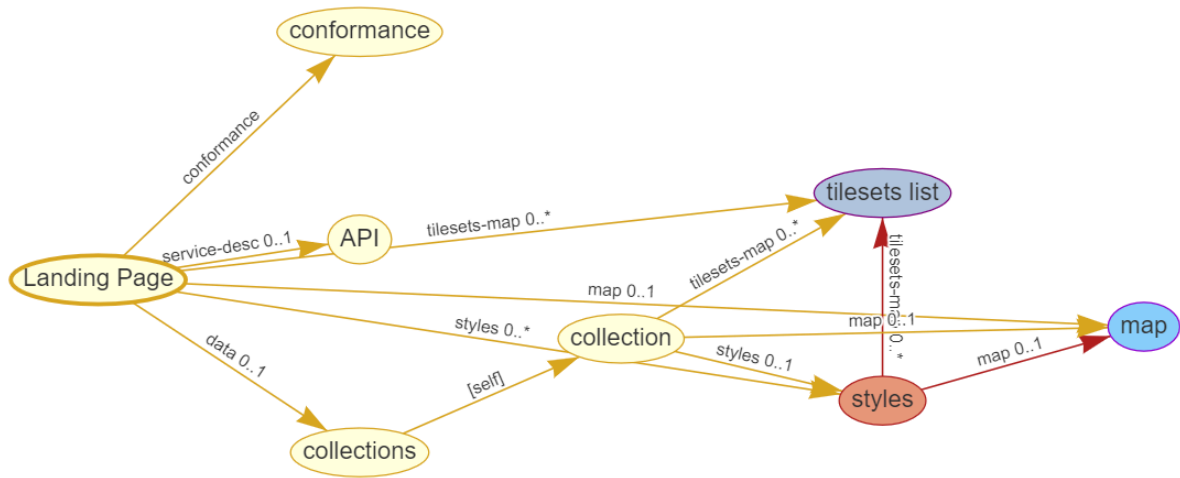 conformance
conformance
tilesets list
tilesets-map 0..*
API
service-desc 0..1
tilesets-map 0..*
tilesets-map 0..*
Landing Page
map 0..1
map 0..1
map
styles 0..*
collection
styles 0..1
map 0..1
data 0..1
[self]
styles
collections